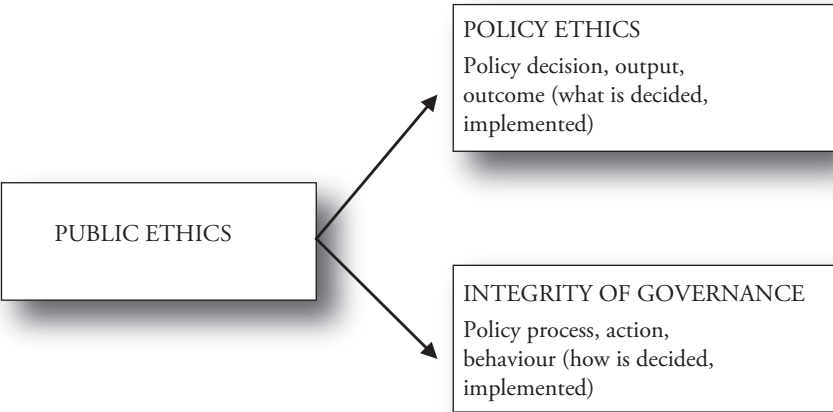 PUBLIC ETHICS
POLICY ETHICS
Policy decision, output,
outcome (what is decided,
implemented)
INTEGRITY OF GOVERNANCE
Policy process, action,
behaviour (how is decided,
implemented)